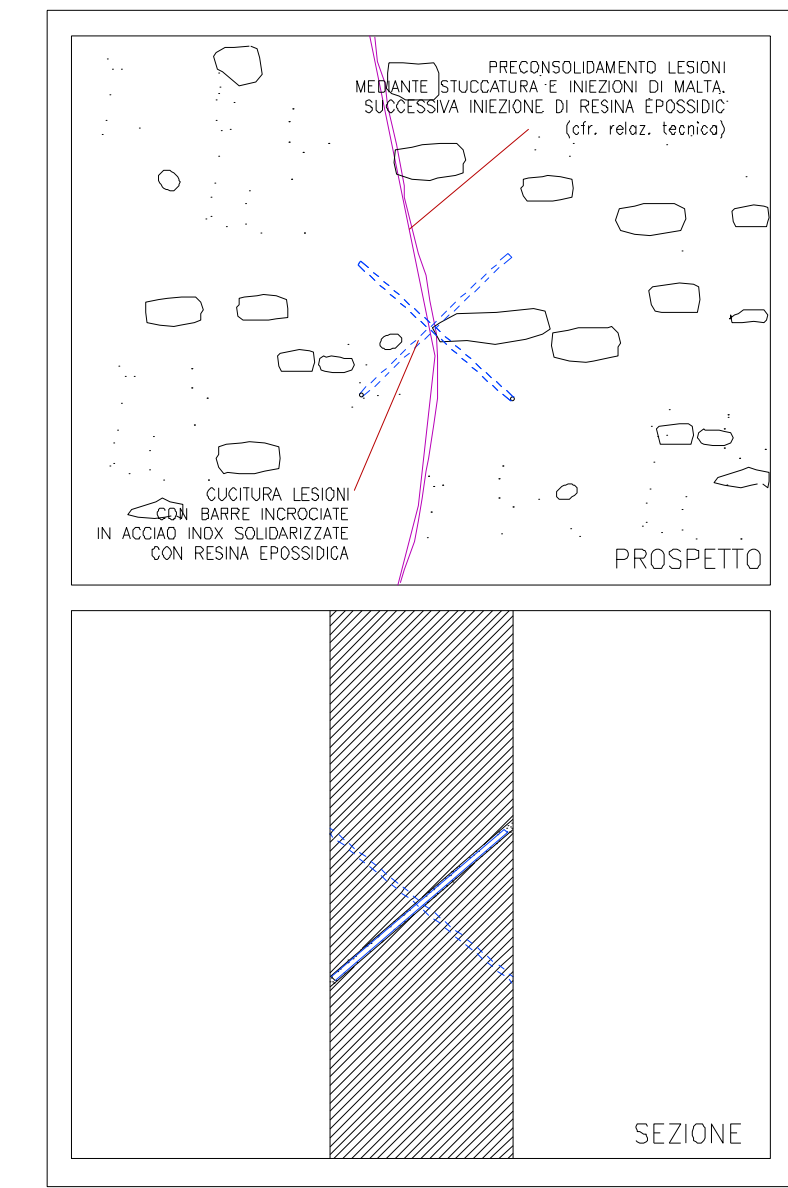 PRECONSOLIDAMENTO LESIONI
MEDIANTE STUCCATURA E INIEZIONI DI MALTA.
SUCCESSIVA INIEZIONE DI RESINA EPOSSIDIC
(cfr. relaz. tecnica)
CUCITURA LESIONI
CON BARRE INCROCIATE
IN ACCIAO INOX SOLIDARIZZATE
CON RESINA EPOSSIDICA
PROSPETTO
SEZIONE